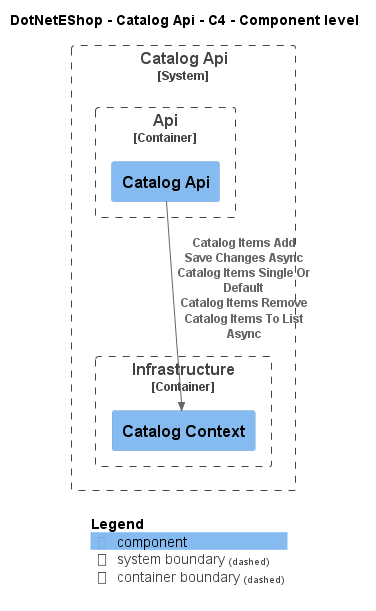 DotNetEShop - Catalog Api - C4 - Component level
Catalog Api
[System]
Api
[Container]
Catalog Api
Catalog Items Add
Save Changes Async
Catalog Items Single Or
Default
Catalog Items Remove
Catalog Items To List
Async
Infrastructure
[Container]
Catalog Context
Legend
component
system boundary (dashed)
container boundary (dashed)